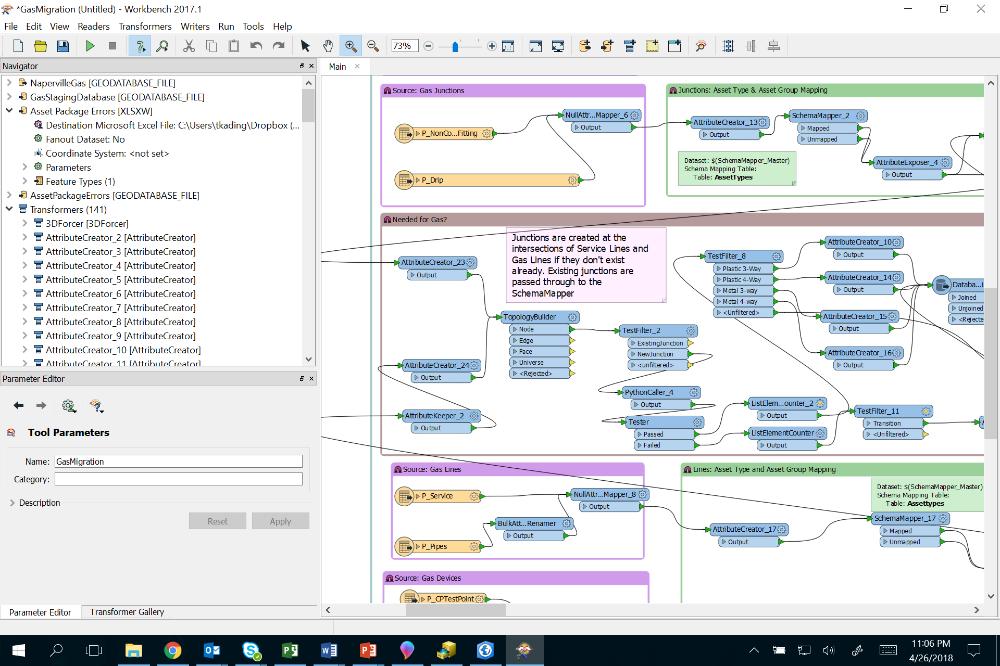 *GasMigration (Untitled) - Workbench 2017.1
File Edit View Readers Transformers Writers Run Tools Help
73%
Navigator
NapervilleGas [GEODATABASE_FILE]
GasStagingDatabase [GEODATABASE_FILE]
Asset Package Errors [XLSXW]
Destination Microsoft Excel File: C:\Users\tkading\Dropbox (...
Fanout Dataset: No
Coordinate System: <not set>
Parameters
Feature Types (1)
AssetPackageErrors [GEODATABASE_FILE]
Transformers (141)
3DForcer [3DForcer]
AttributeCreator_2 [AttributeCreator]
AttributeCreator_3 [AttributeCreator]
AttributeCreator_4 [AttributeCreator]
AttributeCreator_5 [AttributeCreator]
AttributeCreator_6 [AttributeCreator]
AttributeCreator_7 [AttributeCreator]
AttributeCreator_8 [AttributeCreator]
AttributeCreator_9 [AttributeCreator]
AttributeCreator_10 [AttributeCreator]
AttributeCreator_11 [AttributeCreator]
Parameter Editor
Tool Parameters
Name: GasMigration
Category:
Description
Reset Apply
Parameter Editor Transformer Gallery
Main
Source: Gas Junctions
P_NonCo...Fitting
P_Drip
NullAttr...Mapper_6
Output
Junctions: Asset Type & Asset Group Mapping
AttributeCreator_13
Output
SchemaMapper_2
Mapped
Unmapped
AttributeExposer_4
Output
Dataset: $(SchemaMapper_Master)
Schema Mapping Table:
Table: AssetTypes
Needed for Gas?
Junctions are created at the
intersections of Service Lines and
Gas Lines if they don't exist
already. Existing junctions are
passed through to the
SchemaMapper
AttributeCreator_23
Output
AttributeCreator_24
Output
AttributeKeeper_2
Output
TopologyBuilder
Node
Edge
Face
Universe
<Rejected>
TestFilter_2
ExistingJunction
NewJunction
<unfiltered>
PythonCaller_4
Output
Tester
Passed
Failed
TestFilter_8
Plastic 3-Way
Plastic 4-Way
Metal 3-way
Metal 4-way
<Unfiltered>
AttributeCreator_10
Output
AttributeCreator_14
Output
AttributeCreator_15
Output
AttributeCreator_16
Output
Databa...i
Joined
Unjoined
<Rejecte
ListElem...ounter_2
Output
ListElementCounter
Output
TestFilter_11
Transition
<Unfiltered>
Source: Gas Lines
P_Service
P_Pipes
BulkAtt...Renamer
Output
NullAttr...Mapper_8
Output
Lines: Asset Type and Asset Group Mapping
Dataset: $(SchemaMapper_Master)
Schema Mapping Table:
Table: Assettypes
AttributeCreator_17
Output
SchemaMapper_17
Mapped
Unmapped
Source: Gas Devices
P_CPTestPoint
11:06 PM
4/26/2018